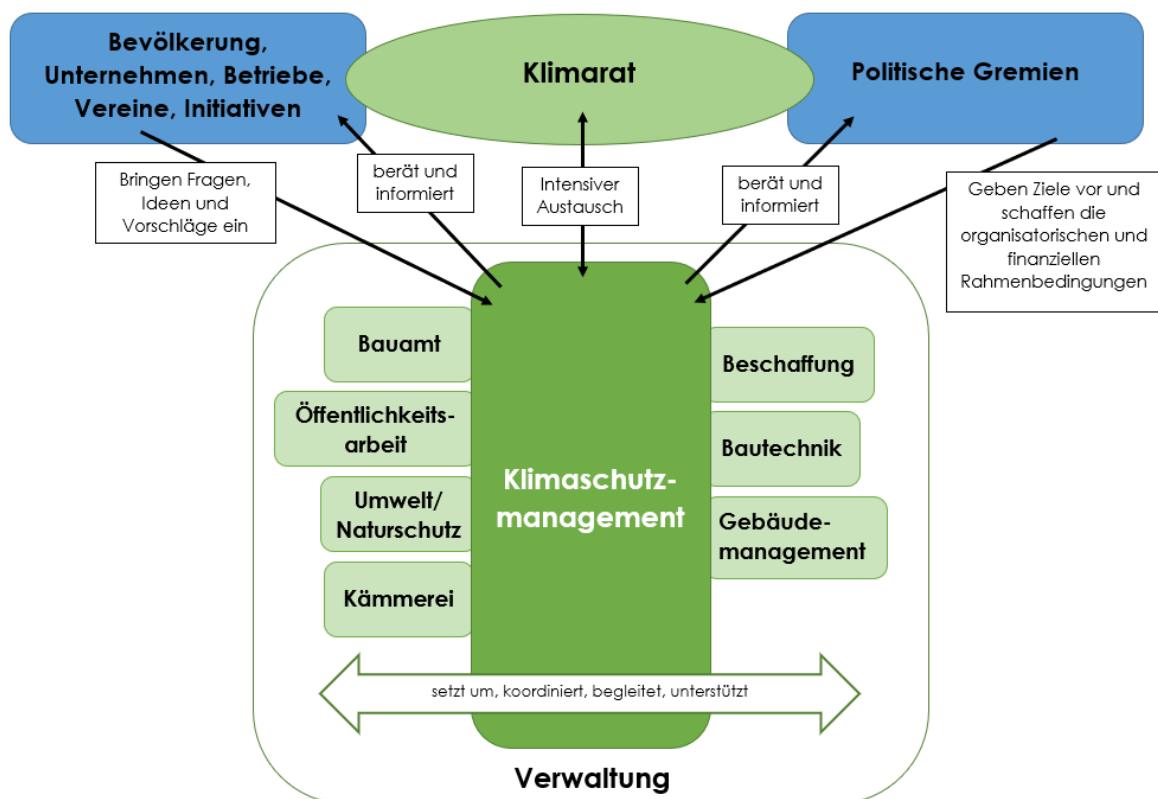 Bevölkerung,
Unternehmen, Betriebe,
Vereine, Initiativen
Klimarat
Politische Gremien
Bringen Fragen,
Ideen und
Vorschläge ein
berät und
informiert
Intensiver
Austausch
berät und
informiert
Geben Ziele vor und
schaffen die
organisatorischen und
finanziellen
Rahmenbedingungen
Bauamt
Öffentlichkeits-
arbeit
Umwelt/
Naturschutz
Kämmerei
Klimaschutz-
management
Beschaffung
Bautechnik
Gebäude-
management
setzt um, koordiniert, begleitet, unterstützt
Verwaltung